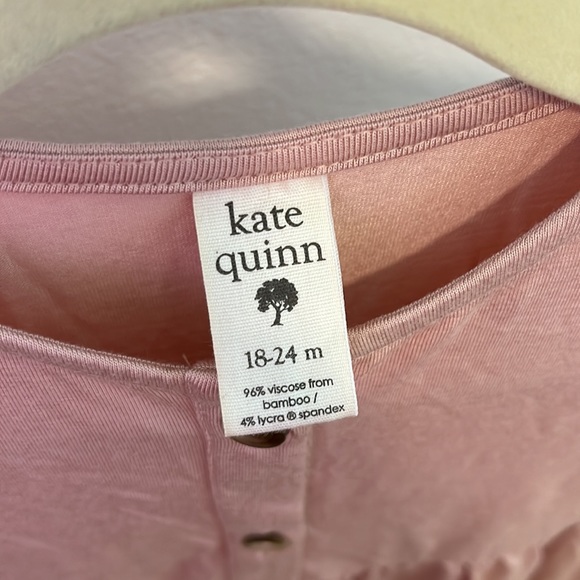 kate
quinn
18-24 m
96% viscose from
bamboo /
4% lycra ® spandex